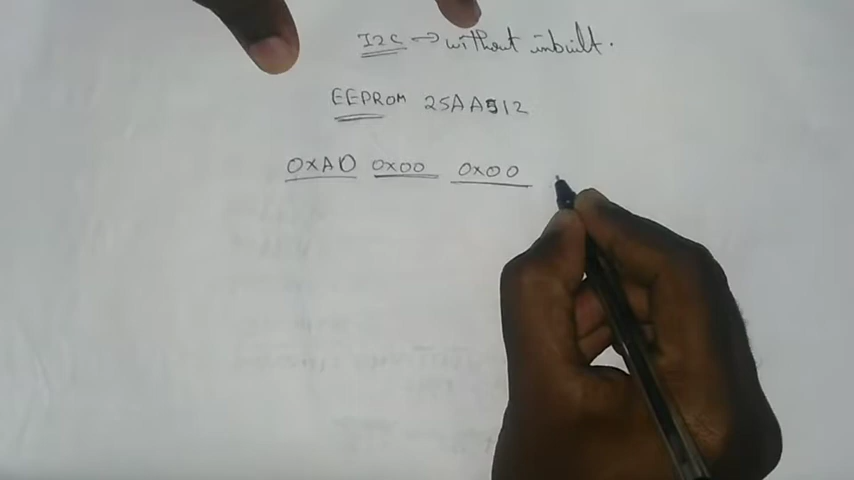 I2C → without inbuilt.
EEPROM 25AA512
0xA0 0x00 0x00